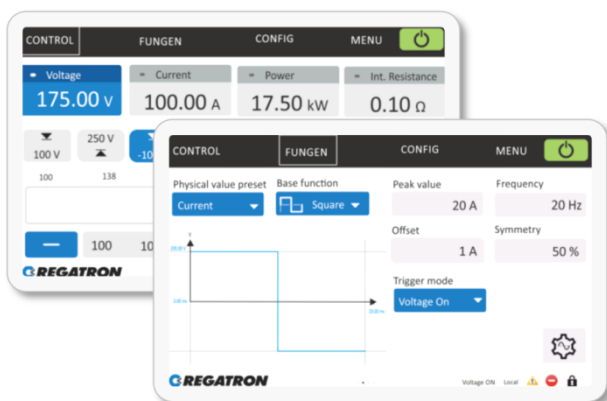 CONTROL FUNGEN CONFIG MENU
Voltage Current Power Int. Resistance
175.00 V 100.00 A 17.50 kW 0.10 Ω
100 V 250 V -10
100 138
100 10
REGATRON
CONTROL FUNGEN CONFIG MENU
Physical value preset Base function Peak value Frequency
Current Square 20 A 20 Hz
Offset Symmetry
1 A 50 %
Trigger mode
Voltage On
REGATRON
Voltage ON Local